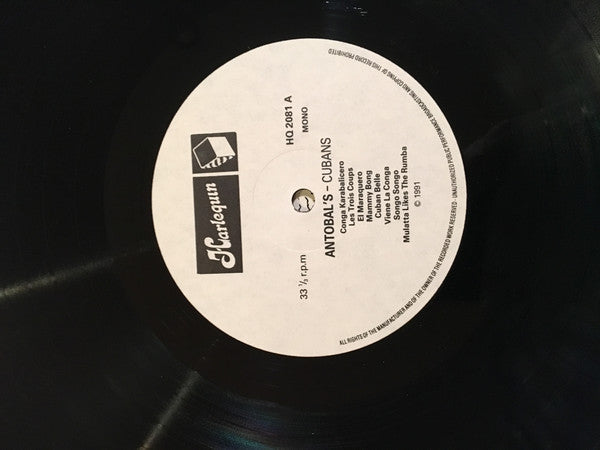 Harlequin
HQ 2081 A
MONO
33 ⅓ r.p.m
ANTOBAL'S – CUBANS
Conga Karabalicero
Les Trois Coups
El Maraquero
Mammy Bong
Cuban Belle
Viene La Conga
Songo Songo
Mulatta Likes The Rumba
© 1991
ALL RIGHTS OF THE MANUFACTURER AND OF THE OWNER OF THE RECORDED WORK RESERVED - UNAUTHORIZED PUBLIC PERFORMANCE BROADCASTING AND COPYING OF THIS RECORD PROHIBITED